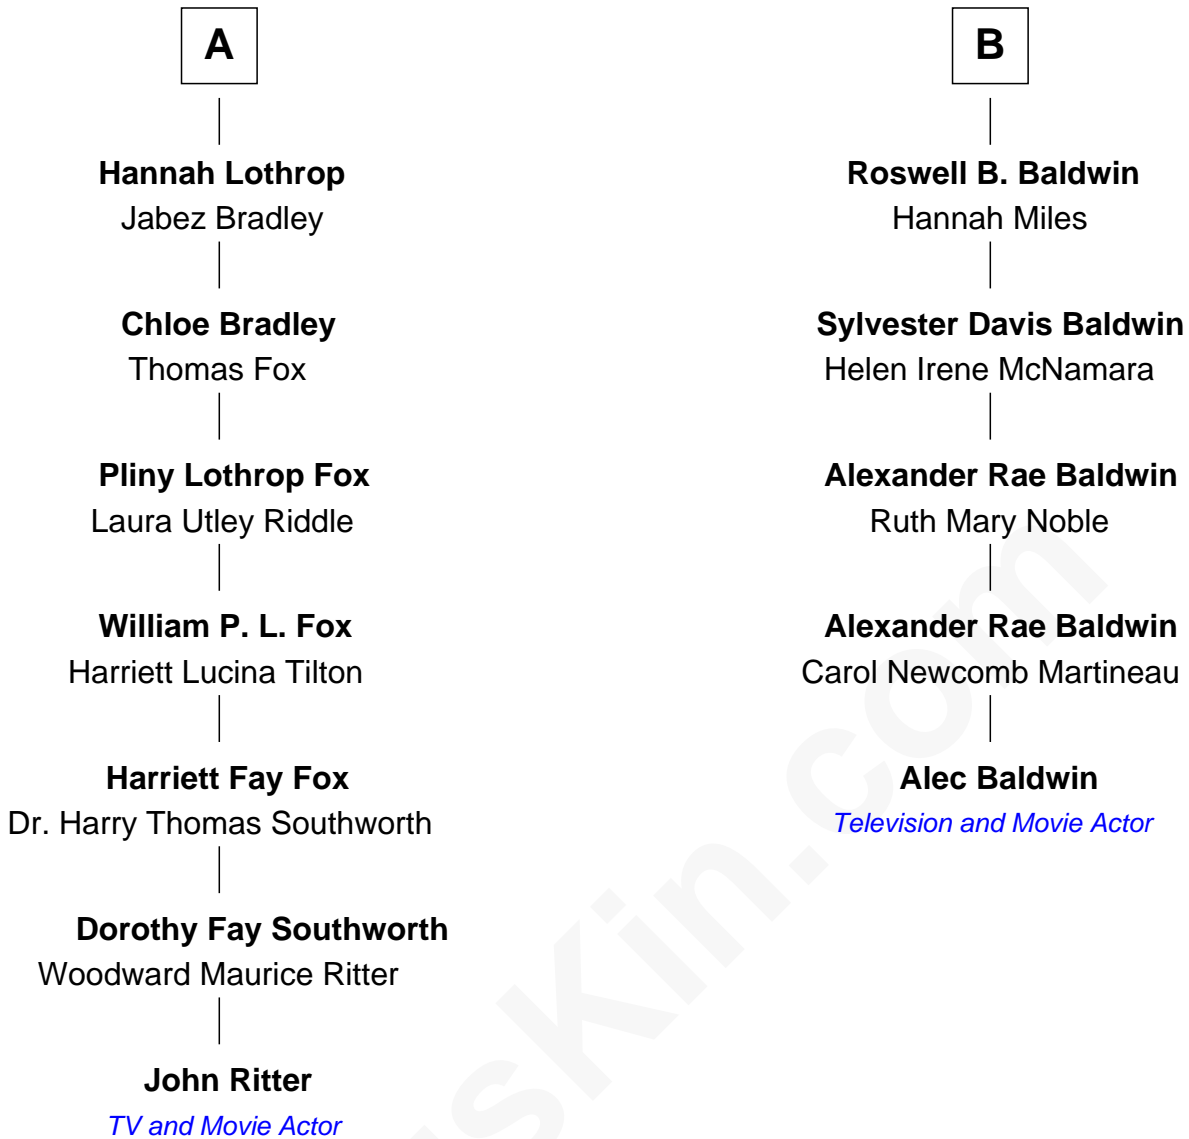 A
Hannah Lothrop
Jabez Bradley
Chloe Bradley
Thomas Fox
Pliny Lothrop Fox
Laura Utley Riddle
William P. L. Fox
Harriett Lucina Tilton
Harriett Fay Fox
Dr. Harry Thomas Southworth
Dorothy Fay Southworth
Woodward Maurice Ritter
John Ritter
TV and Movie Actor
B
Roswell B. Baldwin
Hannah Miles
Sylvester Davis Baldwin
Helen Irene McNamara
Alexander Rae Baldwin
Ruth Mary Noble
Alexander Rae Baldwin
Carol Newcomb Martineau
Alec Baldwin
Television and Movie Actor
usKin.com